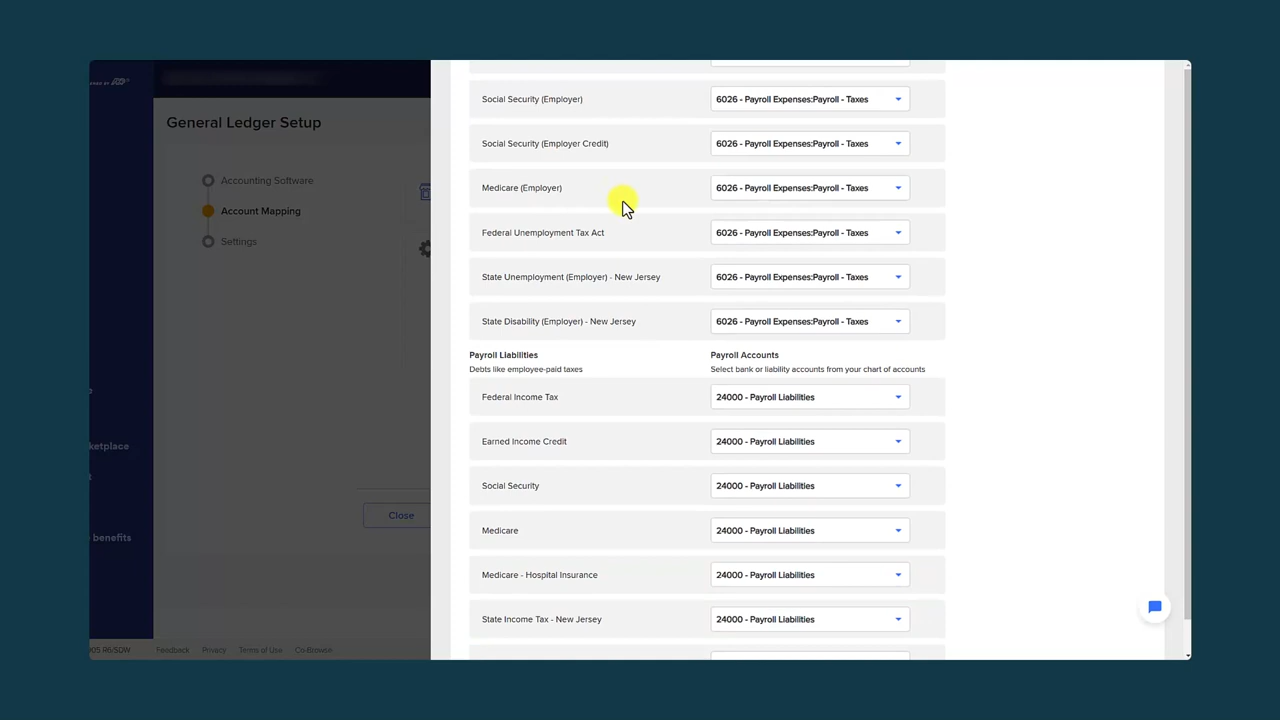 General Ledger Setup
Accounting Software
Account Mapping
Settings
Close
Social Security (Employer)
6026 - Payroll Expenses:Payroll - Taxes
Social Security (Employer Credit)
6026 - Payroll Expenses:Payroll - Taxes
Medicare (Employer)
6026 - Payroll Expenses:Payroll - Taxes
Federal Unemployment Tax Act
6026 - Payroll Expenses:Payroll - Taxes
State Unemployment (Employer) - New Jersey
6026 - Payroll Expenses:Payroll - Taxes
State Disability (Employer) - New Jersey
6026 - Payroll Expenses:Payroll - Taxes
Payroll Liabilities
Payroll Accounts
Debts like employee-paid taxes
Select bank or liability accounts from your chart of accounts
Federal Income Tax
24000 - Payroll Liabilities
Earned Income Credit
24000 - Payroll Liabilities
Social Security
24000 - Payroll Liabilities
Medicare
24000 - Payroll Liabilities
Medicare - Hospital Insurance
24000 - Payroll Liabilities
State Income Tax - New Jersey
24000 - Payroll Liabilities
ketplace
benefits
Feedback
Privacy
Terms of Use
Co-Browse